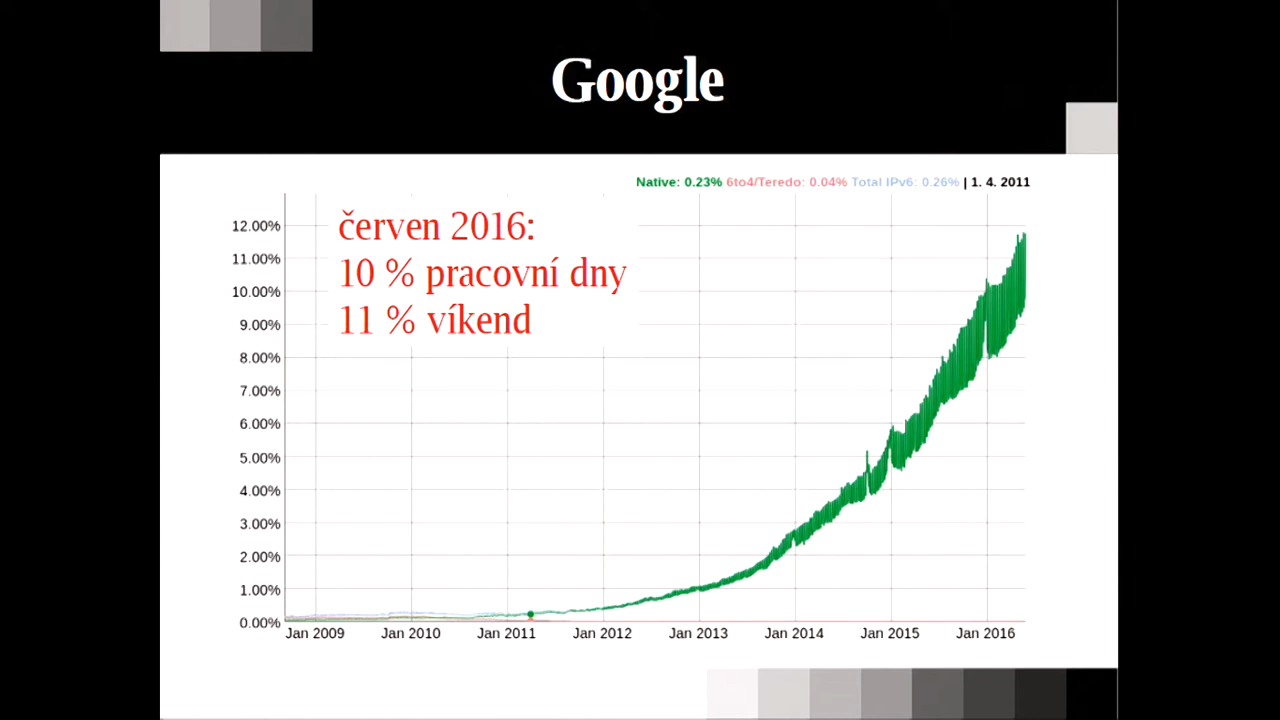 Google
Native: 0.23% 6to4/Teredo: 0.04% Total IPv6: 0.26% | 1. 4. 2011
červen 2016:
10 % pracovní dny
11 % víkend
12.00%
11.00%
10.00%
9.00%
8.00%
7.00%
6.00%
5.00%
4.00%
3.00%
2.00%
1.00%
0.00%
Jan 2009 Jan 2010 Jan 2011 Jan 2012 Jan 2013 Jan 2014 Jan 2015 Jan 2016